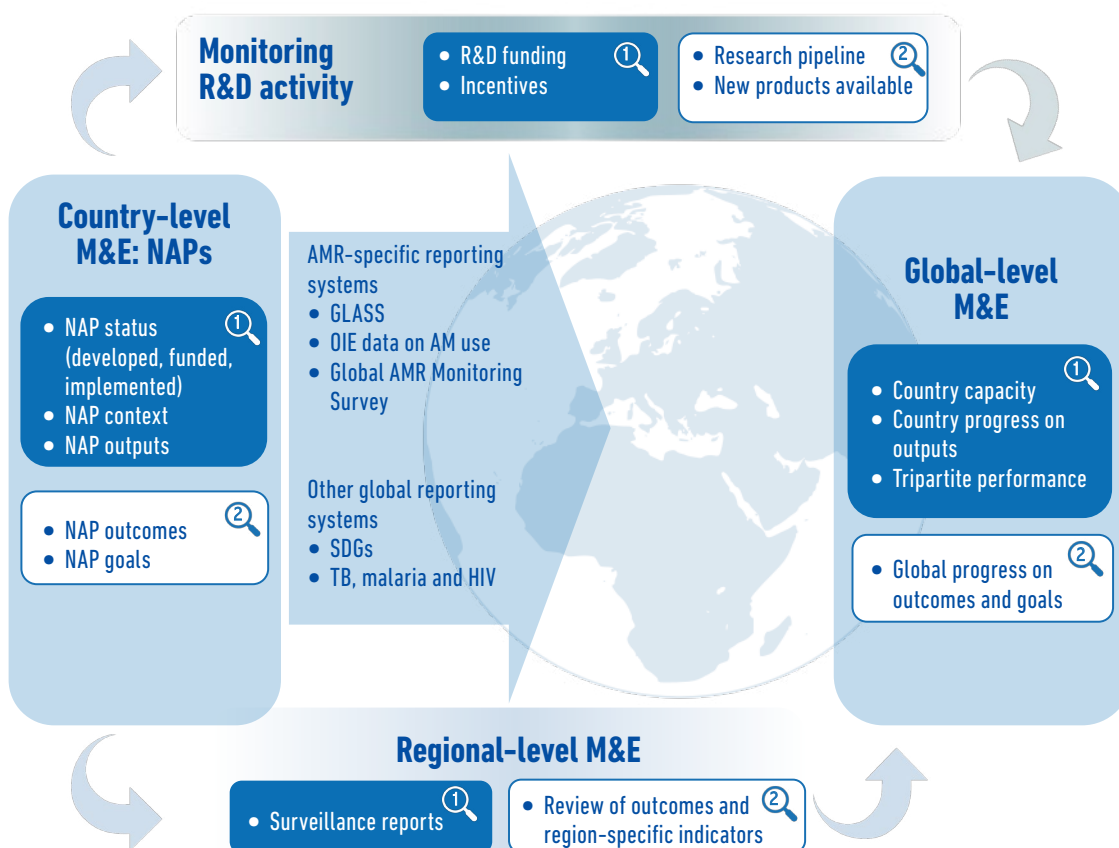 Monitoring
R&D activity
• R&D funding
• Incentives
1
• Research pipeline
• New products available
2
Country-level
M&E: NAPs
• NAP status
(developed, funded,
implemented)
• NAP context
• NAP outputs
1
• NAP outcomes
• NAP goals
2
AMR-specific reporting
systems
• GLASS
• OIE data on AM use
• Global AMR Monitoring
Survey
Other global reporting
systems
• SDGs
• TB, malaria and HIV
Global-level
M&E
1
• Country capacity
• Country progress on
outputs
• Tripartite performance
2
• Global progress on
outcomes and goals
Regional-level M&E
1
• Surveillance reports
2
• Review of outcomes and
region-specific indicators